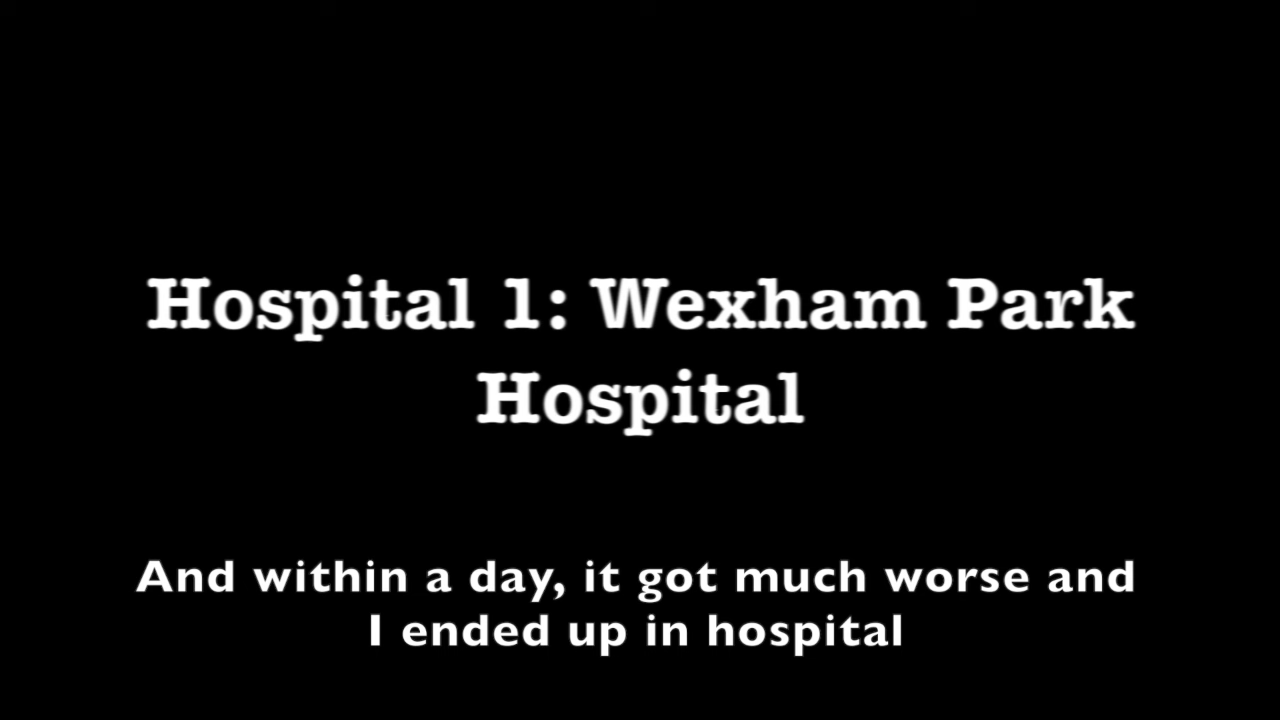 Hospital 1: Wexham Park
Hospital
And within a day, it got much worse and
I ended up in hospital